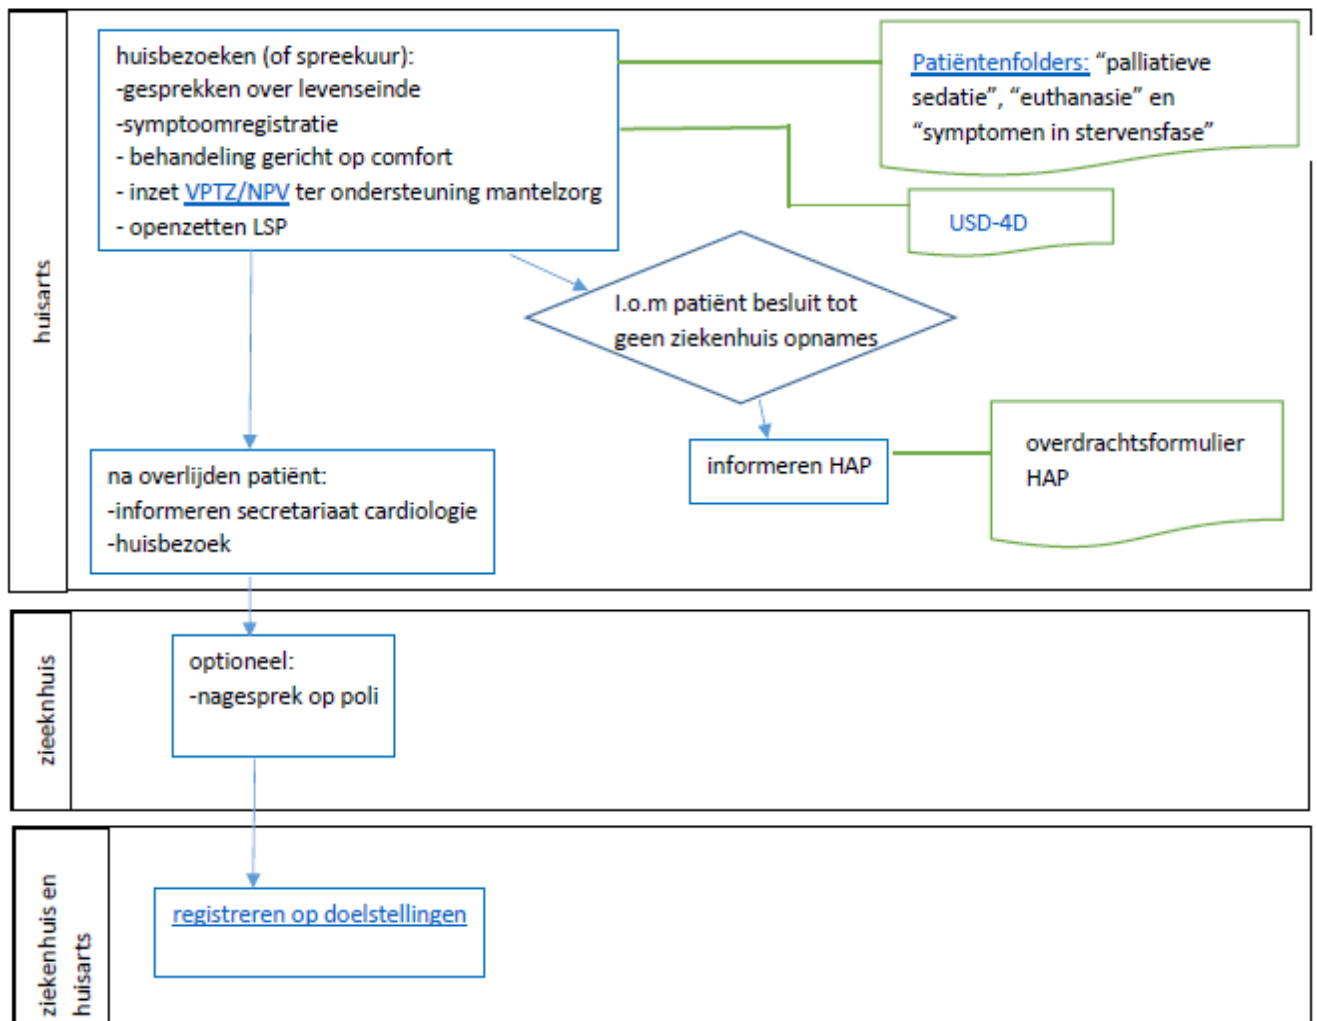 huisarts
huisbezoeken (of spreekuur):
-gesprekken over levenseinde
-symptoomregistratie
- behandeling gericht op comfort
- inzet VPTZ/NPV ter ondersteuning mantelzorg
- openzetten LSP
Patiëntenfolders: “palliatieve
sedatie”, “euthanasie” en
“symptomen in stervensfase”
USD-4D
I.o.m patiënt besluit tot
geen ziekenhuis opnames
informeren HAP
overdrachtsformulier
HAP
na overlijden patiënt:
-informeren secretariaat cardiologie
-huisbezoek
zieeknhuis
optioneel:
-nagesprek op poli
ziekenhuis en
huisarts
registreren op doelstellingen